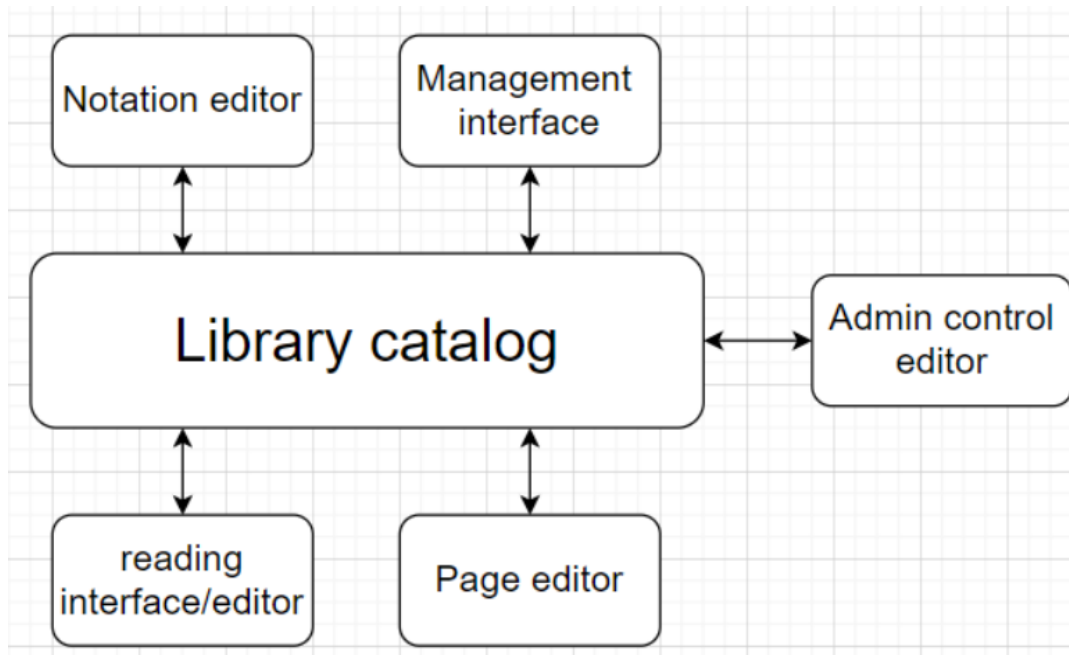 Notation editor
Management
interface
Library catalog
Admin control
editor
reading
interface/editor
Page editor